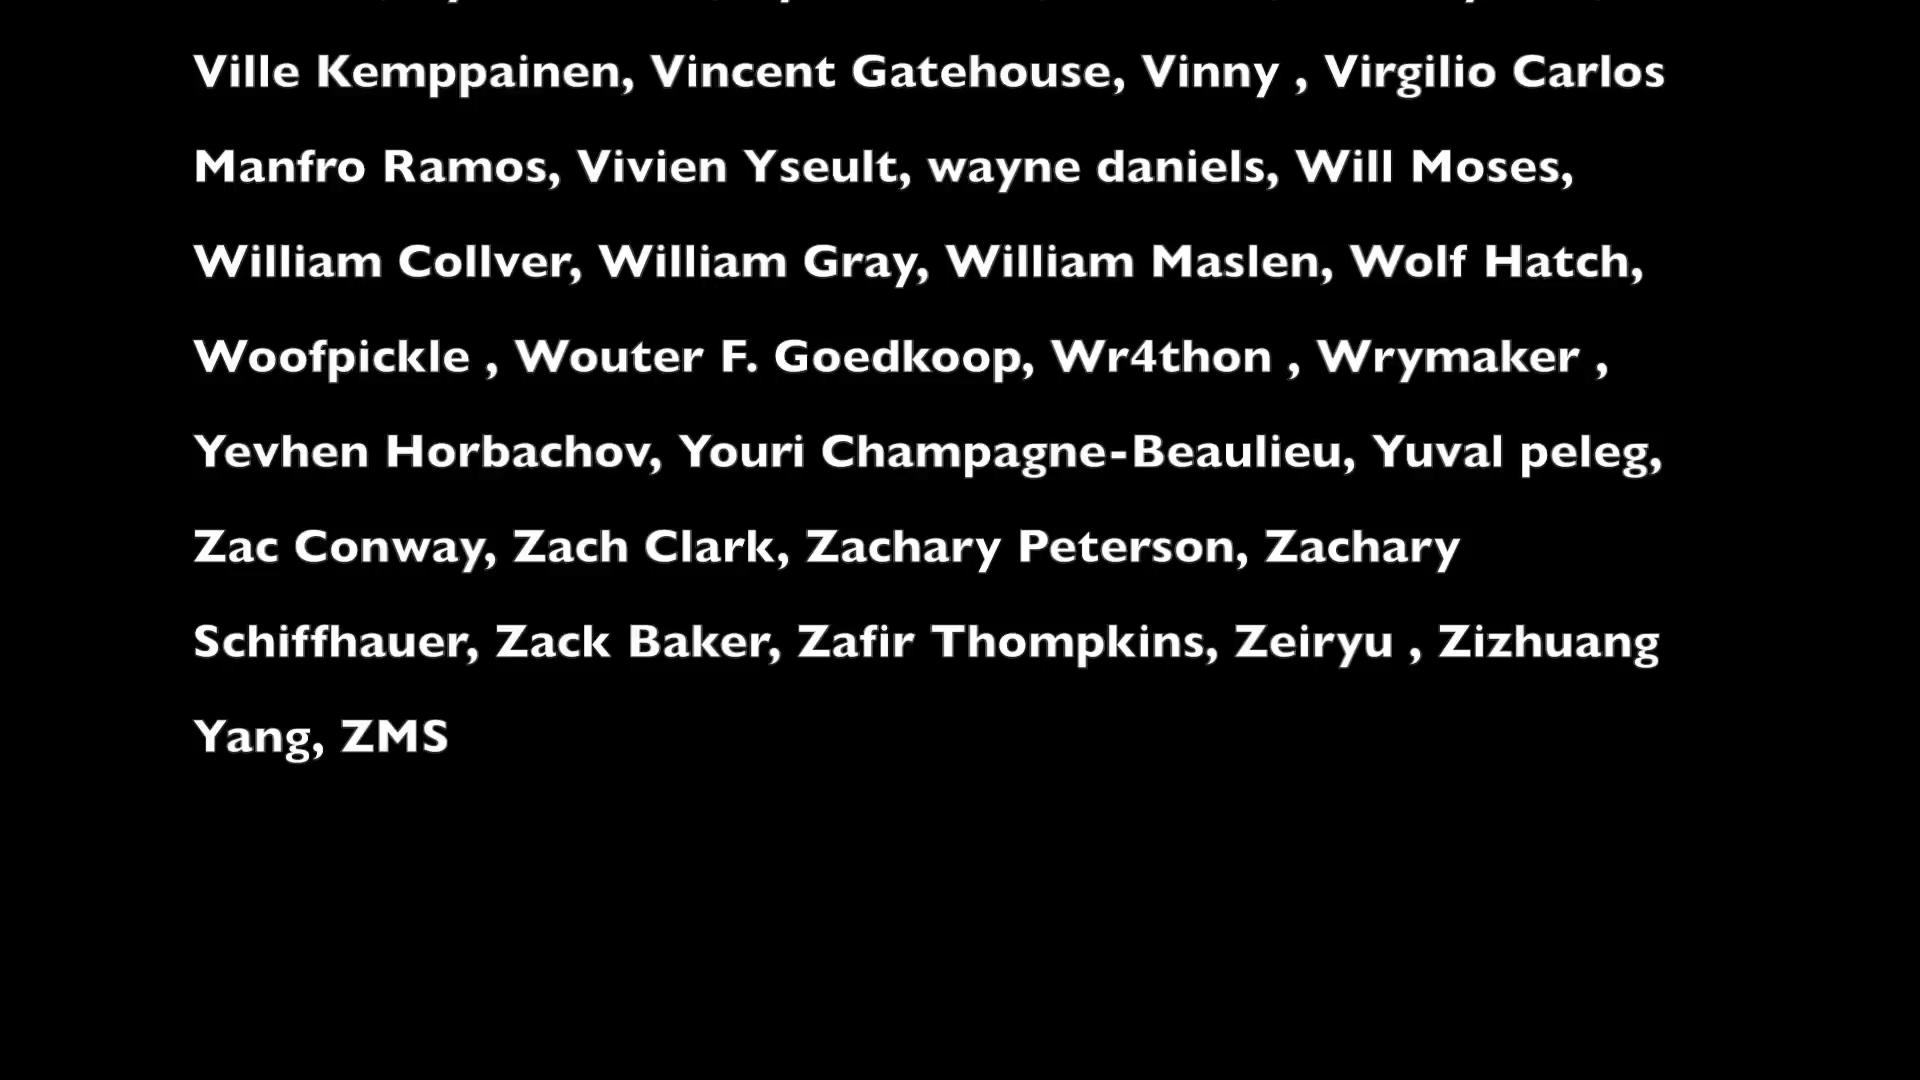 Ville Kemppainen, Vincent Gatehouse, Vinny , Virgilio Carlos
Manfro Ramos, Vivien Yseult, wayne daniels, Will Moses,
William Collver, William Gray, William Maslen, Wolf Hatch,
Woofpickle , Wouter F. Goedkoop, Wr4thon , Wrymaker ,
Yevhen Horbachov, Youri Champagne-Beaulieu, Yuval peleg,
Zac Conway, Zach Clark, Zachary Peterson, Zachary
Schiffhauer, Zack Baker, Zafir Thompkins, Zeiryu , Zizhuang
Yang, ZMS